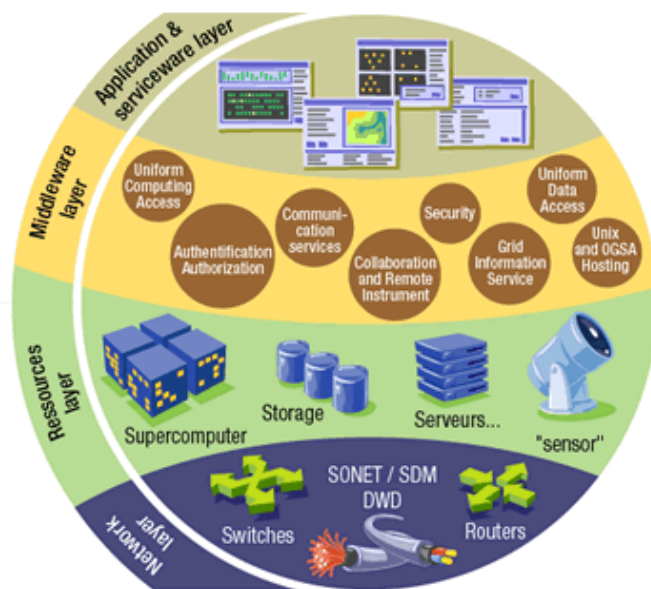 Application &
serviceware layer
Middleware
layer
Uniform
Computing
Access
Authentification
Authorization
Communi-
cation
services
Collaboration
and Remote
Instrument
Security
Grid
Information
Service
Uniform
Data
Access
Unix
and OGSA
Hosting
Ressources
layer
Supercomputer
Storage
Serveurs...
"sensor"
Network
layer
Switches
SONET / SDM
DWD
Routers